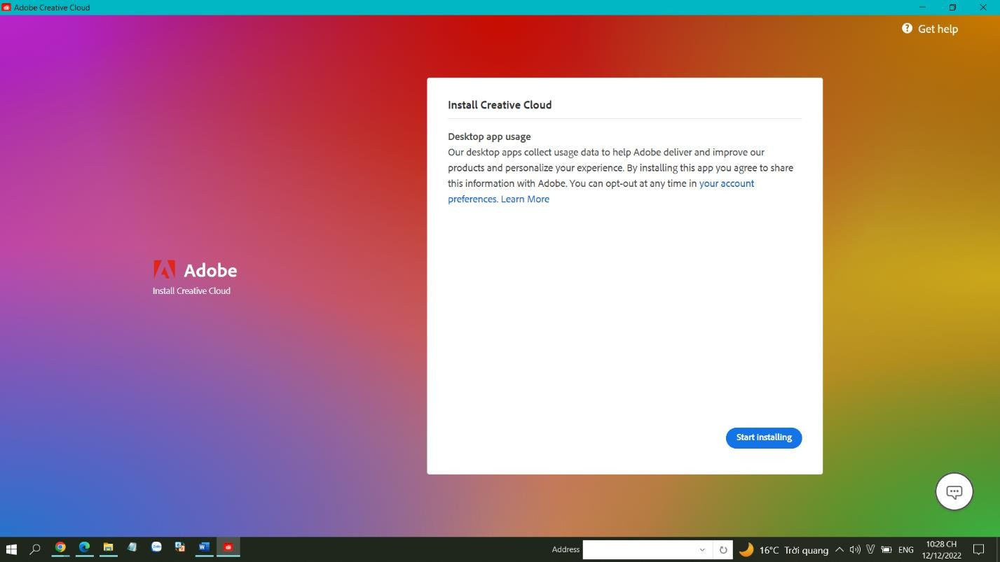 Adobe Creative Cloud
Get help
Install Creative Cloud
Desktop app usage
Our desktop apps collect usage data to help Adobe deliver and improve our
products and personalize your experience. By installing this app you agree to share
this information with Adobe. You can opt-out at any time in your account
preferences. Learn More
Adobe
Install Creative Cloud
Start installing
Zalo
W
Address
16°C Trời quang
V
ENG
10:28 CH
12/12/2022